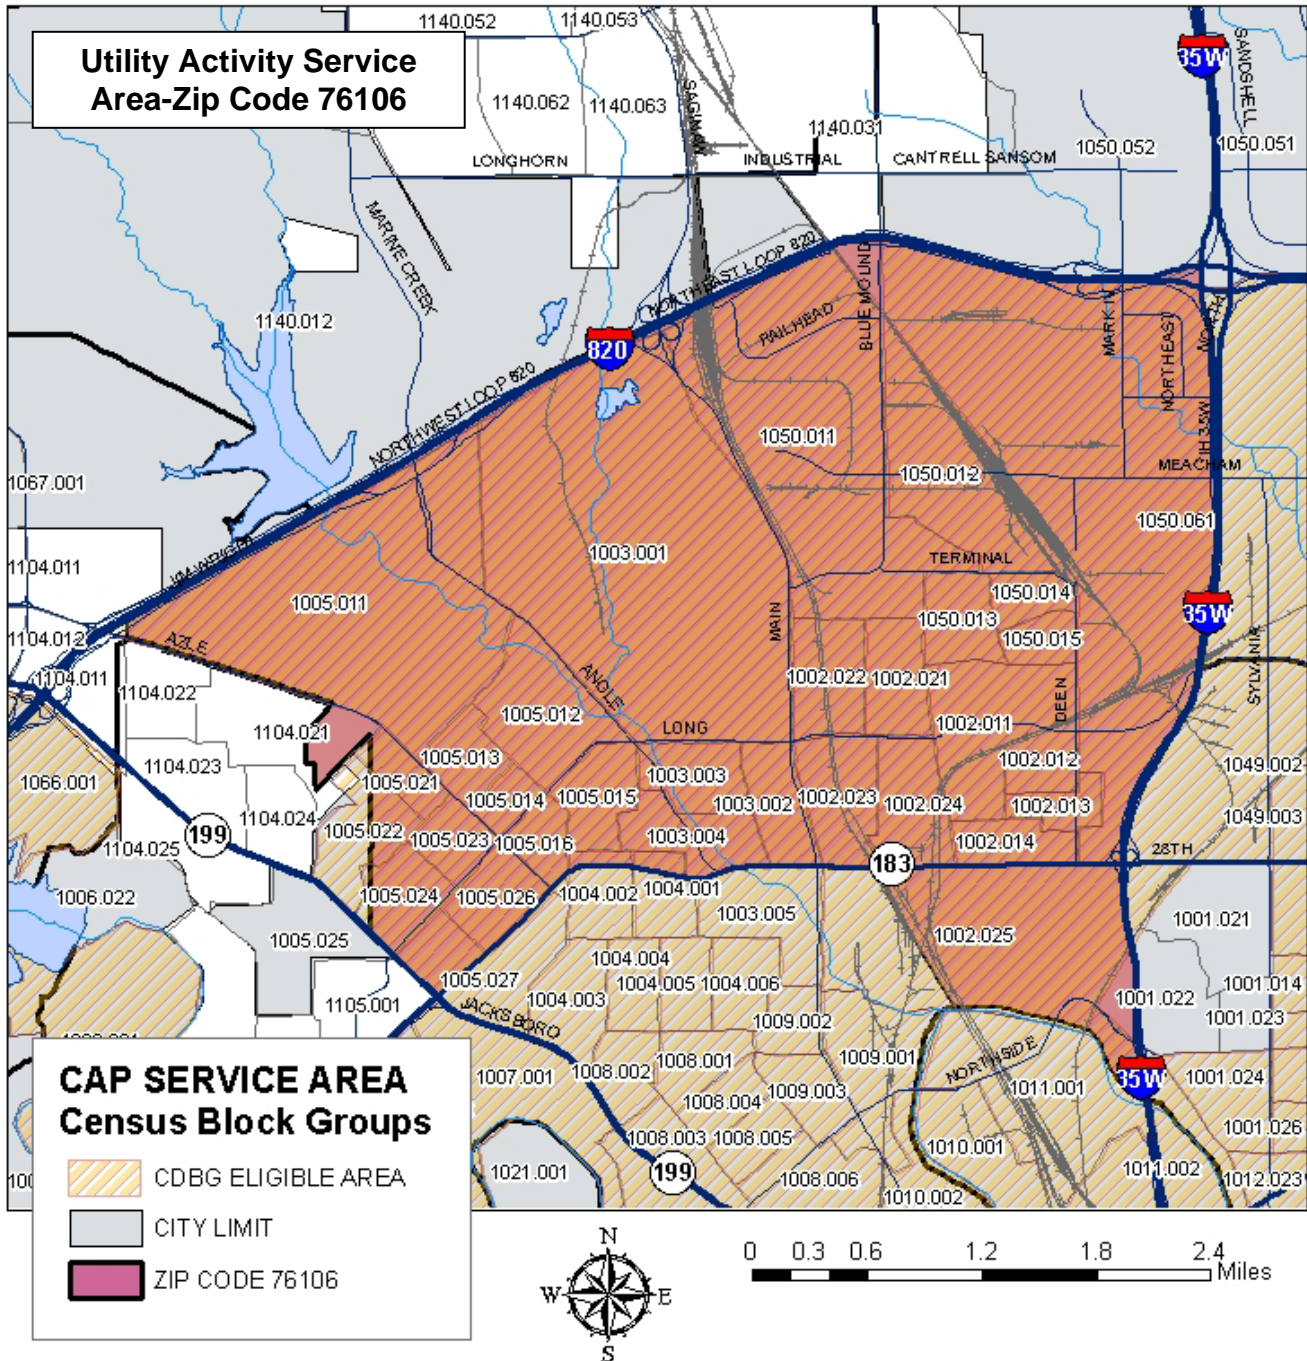 Utility Activity Service
Area-Zip Code 76106
1140.052
1140.053
35W
SANDSHELL
SAGINAW
1140.062
1140.063
1140.031
1050.052
1050.051
LONGHORN
INDUSTRIAL
CANTRELL SANSOM
MARINE CREEK
NORTHEAST LOOP 820
BLUE MOUND
1140.012
820
RAILHEAD
MARK IV
NORTHEAST
NORTHWEST LOOP 820
1050.011
IH 35W
MEACHAM
1067.001
1050.012
1050.061
1003.001
1104.011
TERMINAL
1005.011
1050.014
1050.013
35W
MAIN
1104.012
AZLE
1050.015
SYLVANIA
1104.011
1104.022
ANGLE
1002.022
1002.021
DEEN
1005.012
1104.021
LONG
1002.011
1104.023
1005.013
1002.012
1049.002
1066.001
1005.021
1003.003
1005.014
1005.015
1003.002
1002.023
1002.024
1002.013
1049.003
1104.024
199
1005.022
1005.023
1005.016
1003.004
1002.014
28TH
1104.025
183
1006.022
1005.024
1005.026
1004.002
1004.001
1003.005
1001.021
1005.025
1002.025
1004.004
1005.027
1004.005
1004.006
1001.014
1105.001
1004.003
1001.022
JACKSBORO
1009.002
1001.023
NORTHSIDE
1009.001
1008.001
1007.001
1008.002
35W
1001.024
1011.001
1009.003
1008.004
1001.026
1008.003
1008.005
1010.001
1021.001
199
1008.006
1011.002
1012.023
1010.002
CAP SERVICE AREA
Census Block Groups
CDBG ELIGIBLE AREA
CITY LIMIT
ZIP CODE 76106
N
W
E
S
0 0.3 0.6 1.2 1.8 2.4
Miles